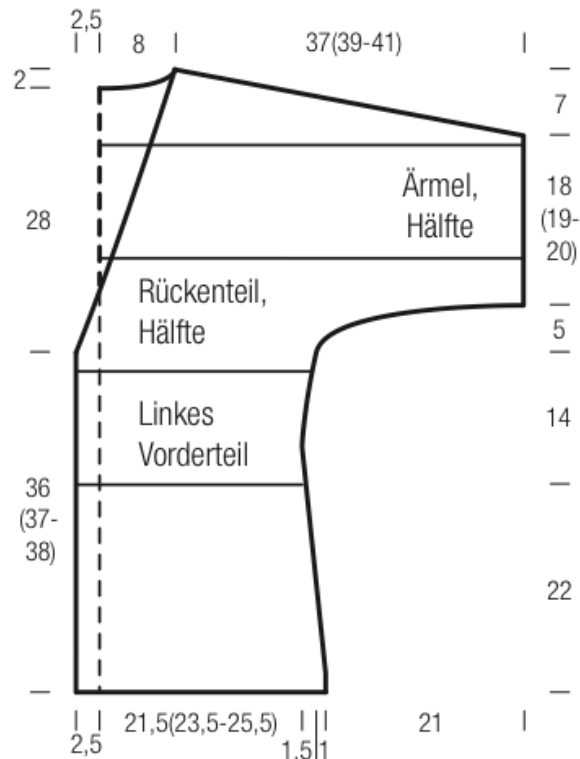 2,5
8 37(39-41)
2
7
28
Ärmel,
Hälfte
18
(19-
20)
Rückenteil,
Hälfte
5
Linkes
Vorderteil
14
36
(37-
38)
22
21,5(23,5-25,5) 21
2,5 1,5 1